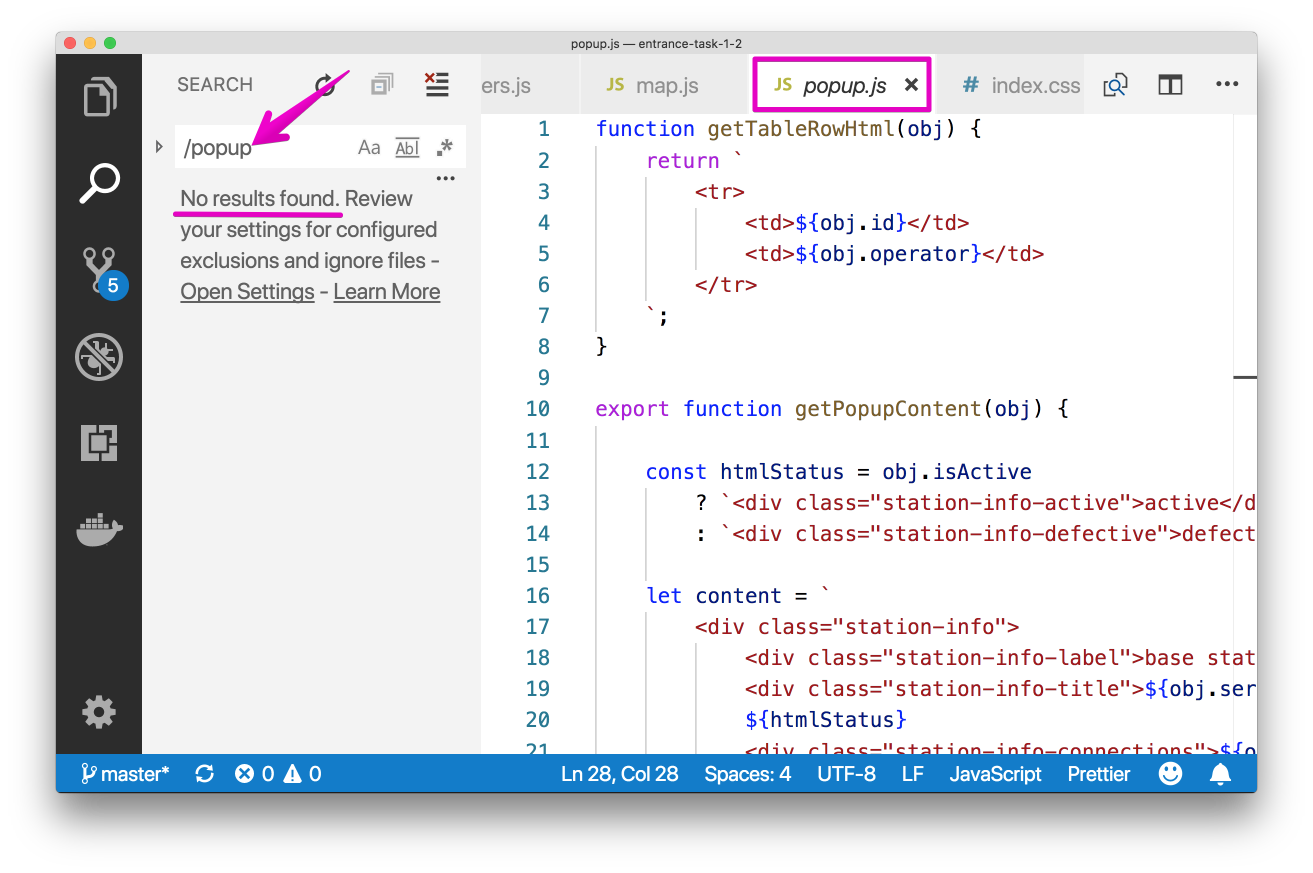 popup.js — entrance-task-1-2
SEARCH
/popup
Aa Abl .*
No results found. Review
your settings for configured
exclusions and ignore files -
Open Settings - Learn More
5
ers.js JS map.js JS popup.js × # index.css
1 function getTableRowHtml(obj) {
2 return `
3 <tr>
4 <td>${obj.id}</td>
5 <td>${obj.operator}</td>
6 </tr>
7 `;
8 }
9
10 export function getPopupContent(obj) {
11
12 const htmlStatus = obj.isActive
13 ? `<div class="station-info-active">active</d
14 : `<div class="station-info-defective">defect
15
16 let content = `
17 <div class="station-info">
18 <div class="station-info-label">base stat
19 <div class="station-info-title">${obj.ser
20 ${htmlStatus}
21 <div class="station-info-connections">${o
master* 0 0 Ln 28, Col 28 Spaces: 4 UTF-8 LF JavaScript Prettier